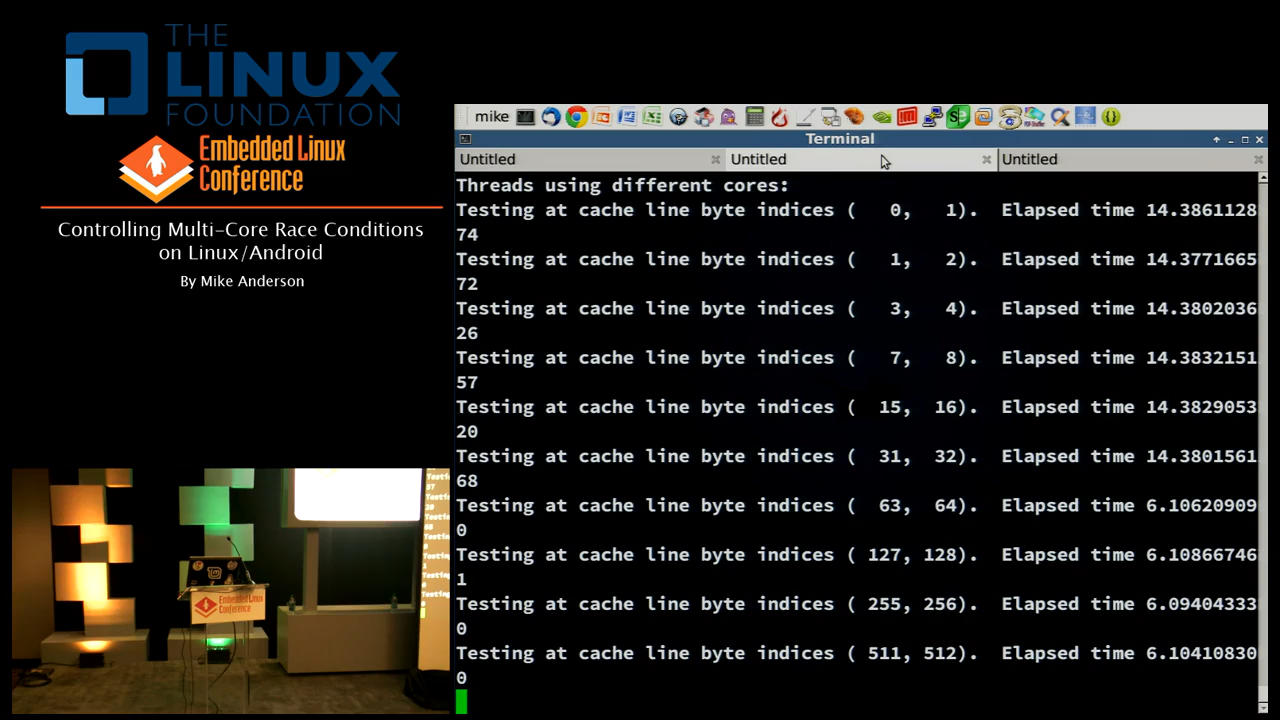 THE
LINUX
FOUNDATION
Embedded Linux
Conference
Controlling Multi-Core Race Conditions
on Linux/Android
By Mike Anderson
mike
Terminal
Untitled
Untitled
Untitled
Threads using different cores:
Testing at cache line byte indices (   0,   1).  Elapsed time 14.3861128
74
Testing at cache line byte indices (   1,   2).  Elapsed time 14.3771665
72
Testing at cache line byte indices (   3,   4).  Elapsed time 14.3802036
26
Testing at cache line byte indices (   7,   8).  Elapsed time 14.3832151
57
Testing at cache line byte indices (  15,  16).  Elapsed time 14.3829053
20
Testing at cache line byte indices (  31,  32).  Elapsed time 14.3801561
68
Testing at cache line byte indices (  63,  64).  Elapsed time 6.10620909
0
Testing at cache line byte indices ( 127, 128).  Elapsed time 6.10866746
1
Testing at cache line byte indices ( 255, 256).  Elapsed time 6.09404333
0
Testing at cache line byte indices ( 511, 512).  Elapsed time 6.10410830
0
Embedded Linux
Conference